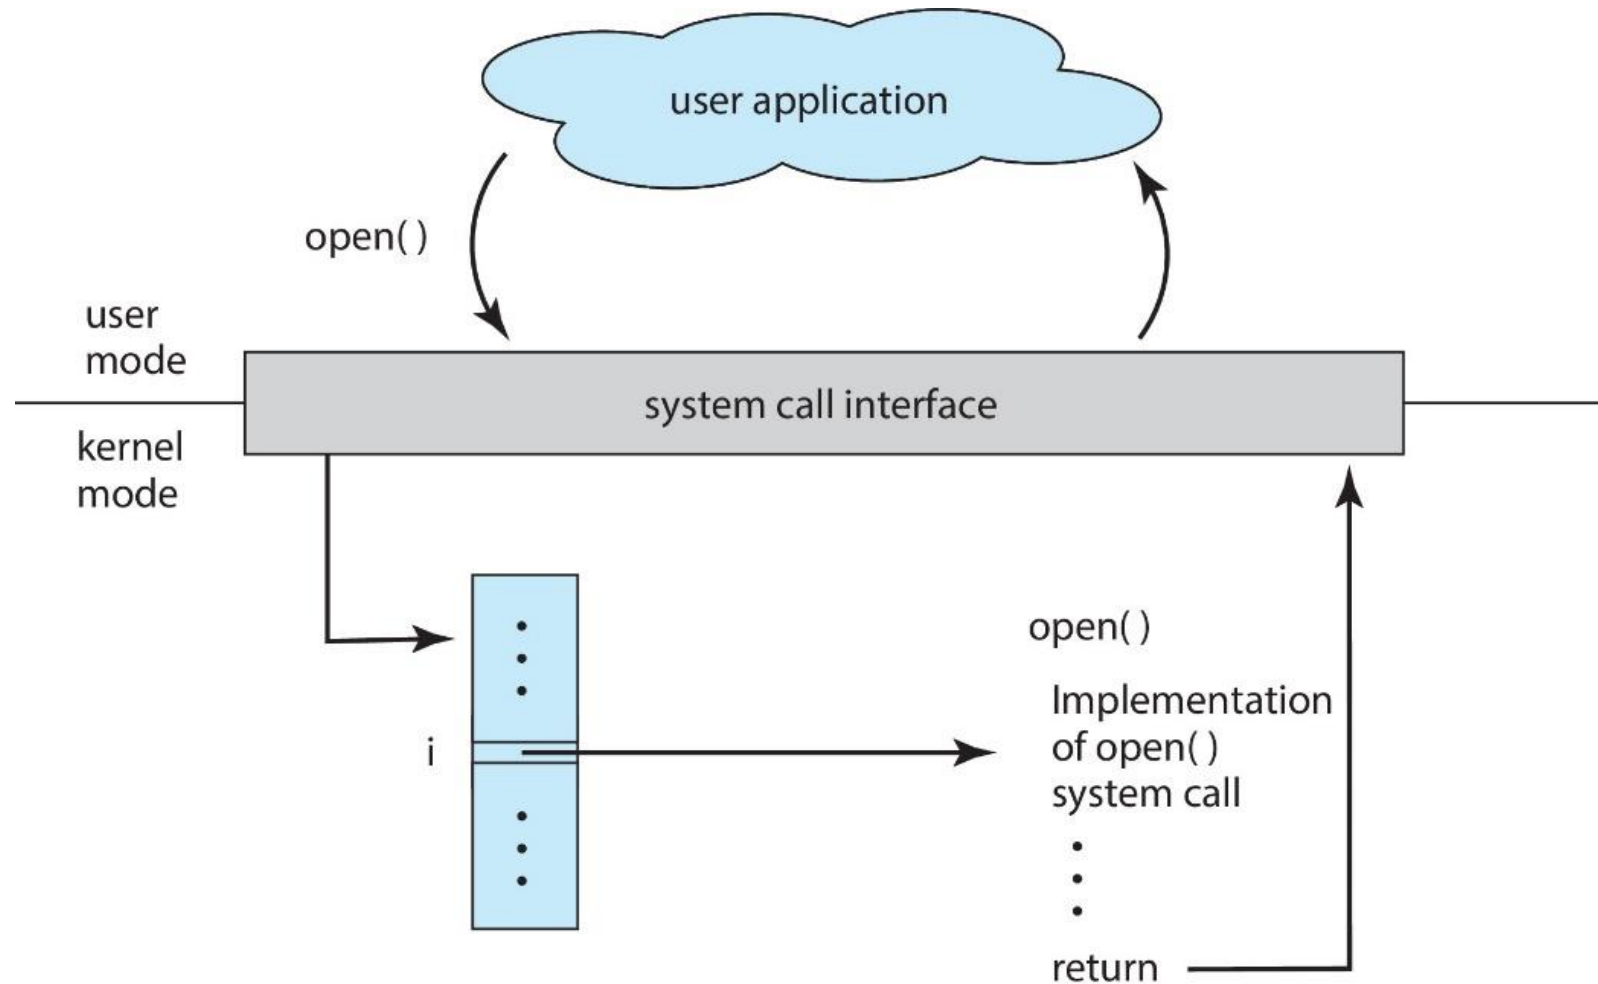 user application
open( )
user
mode
system call interface
kernel
mode
open( )
Implementation
of open( )
system call
i
return